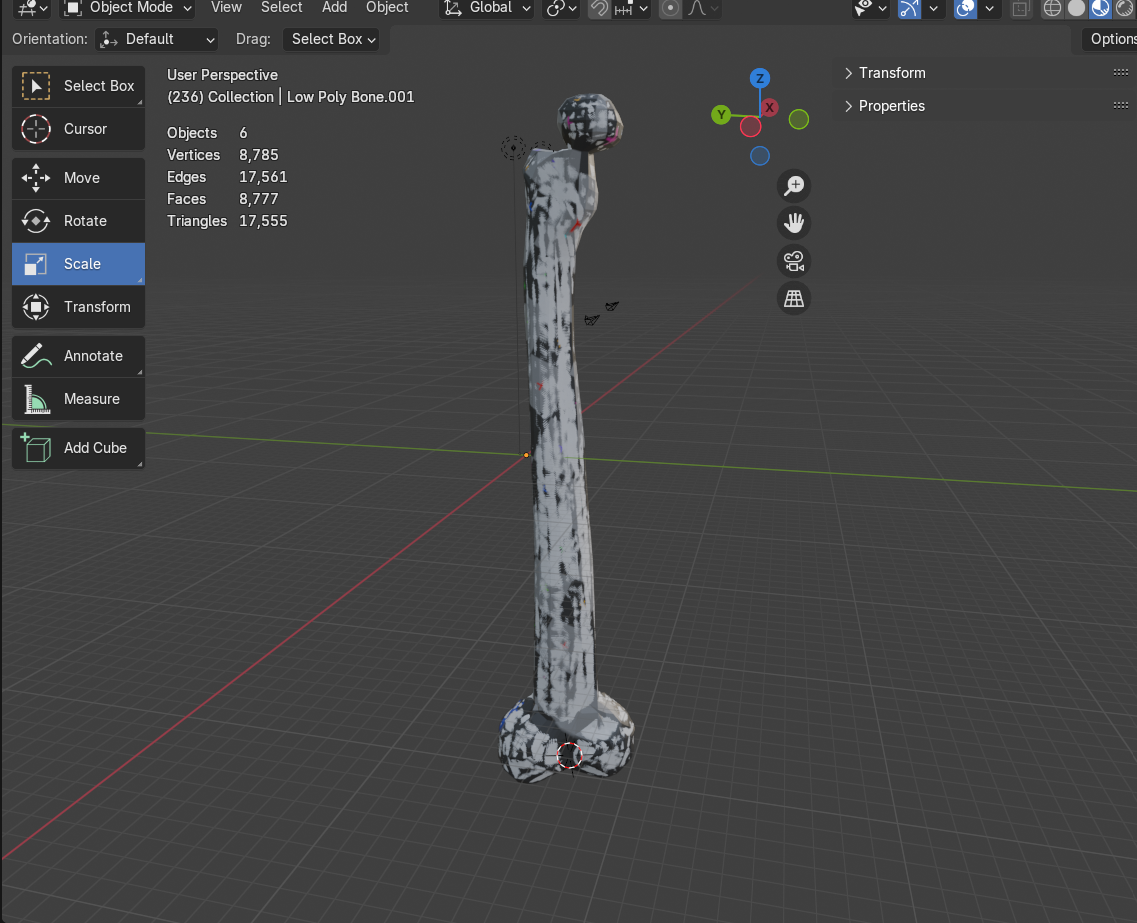 Object Mode View Select Add Object Global
Orientation: Default Drag: Select Box Options
Select Box
Cursor
Move
Rotate
Scale
Transform
Annotate
Measure
Add Cube
User Perspective
(236) Collection | Low Poly Bone.001
Objects 6
Vertices 8,785
Edges 17,561
Faces 8,777
Triangles 17,555
Z
Y
X
Transform
Properties